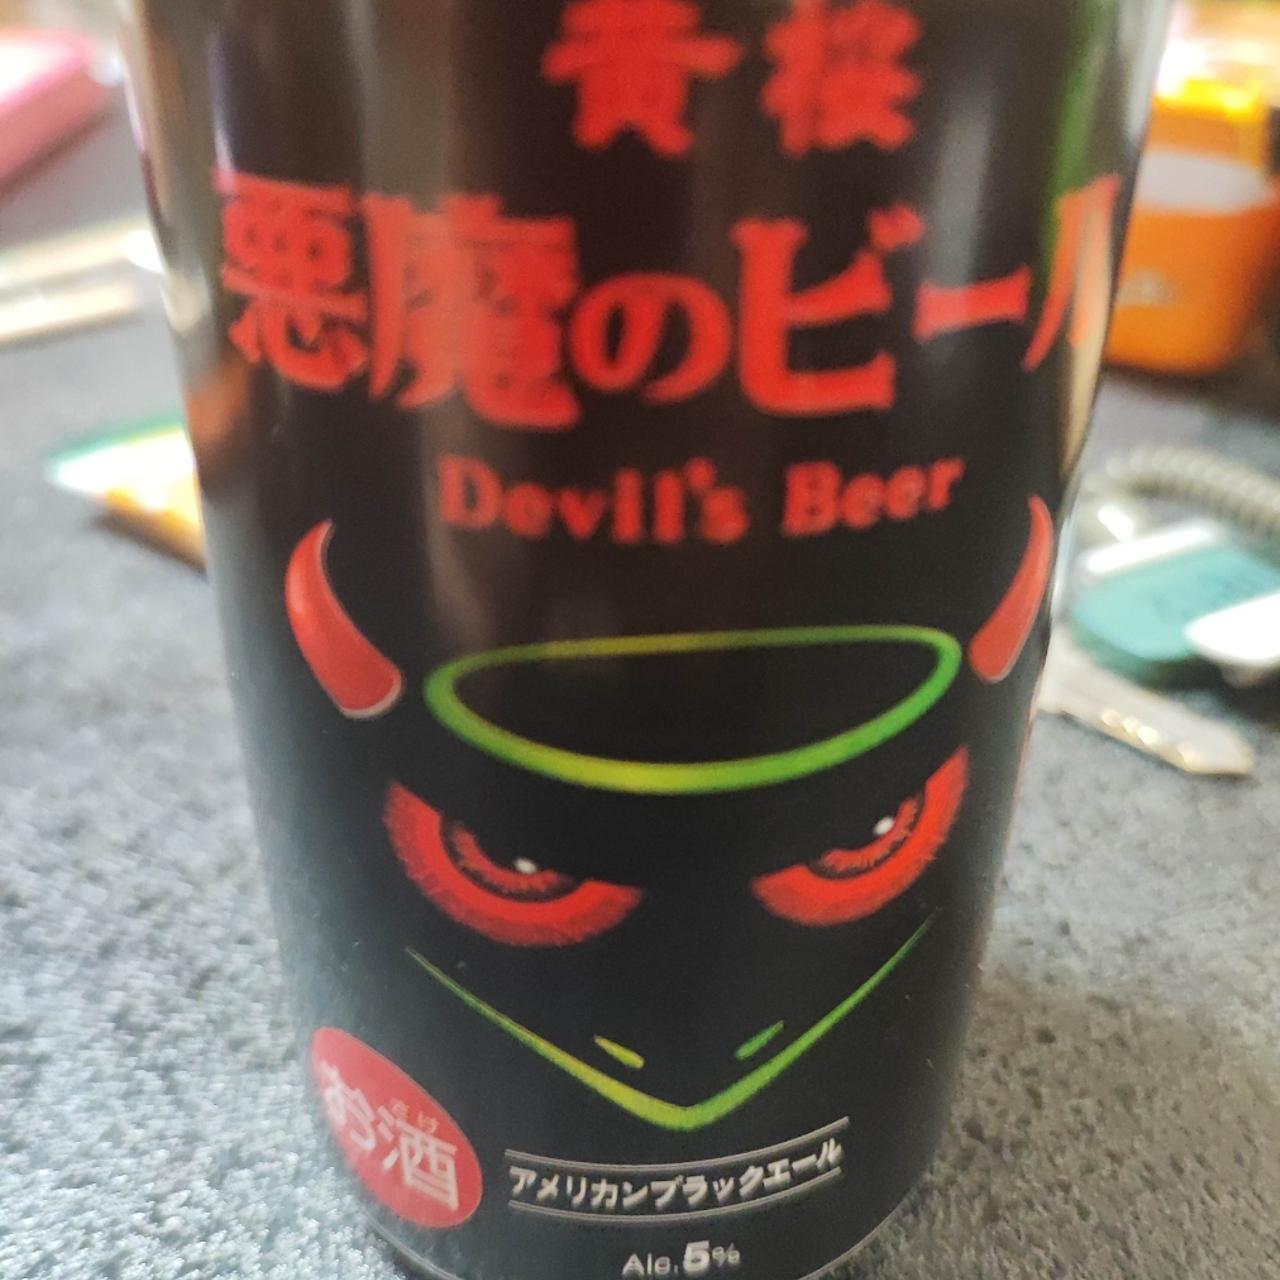 黄桜
悪魔のビール
Devil's Beer
お酒
アメリカンブラックエール
Alc.5%